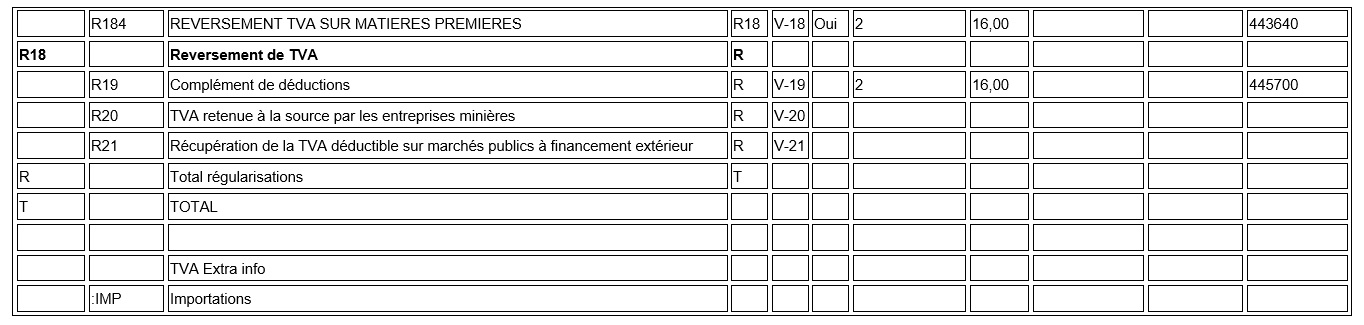 R184 REVERSEMENT TVA SUR MATIERES PREMIERES R18 V-18 Oui 2 16,00 443640
R18 Reversement de TVA R
R19 Complément de déductions R V-19 2 16,00 445700
R20 TVA retenue à la source par les entreprises minières R V-20
R21 Récupération de la TVA déductible sur marchés publics à financement extérieur R V-21
R Total régularisations T
T TOTAL
TVA Extra info
:IMP Importations